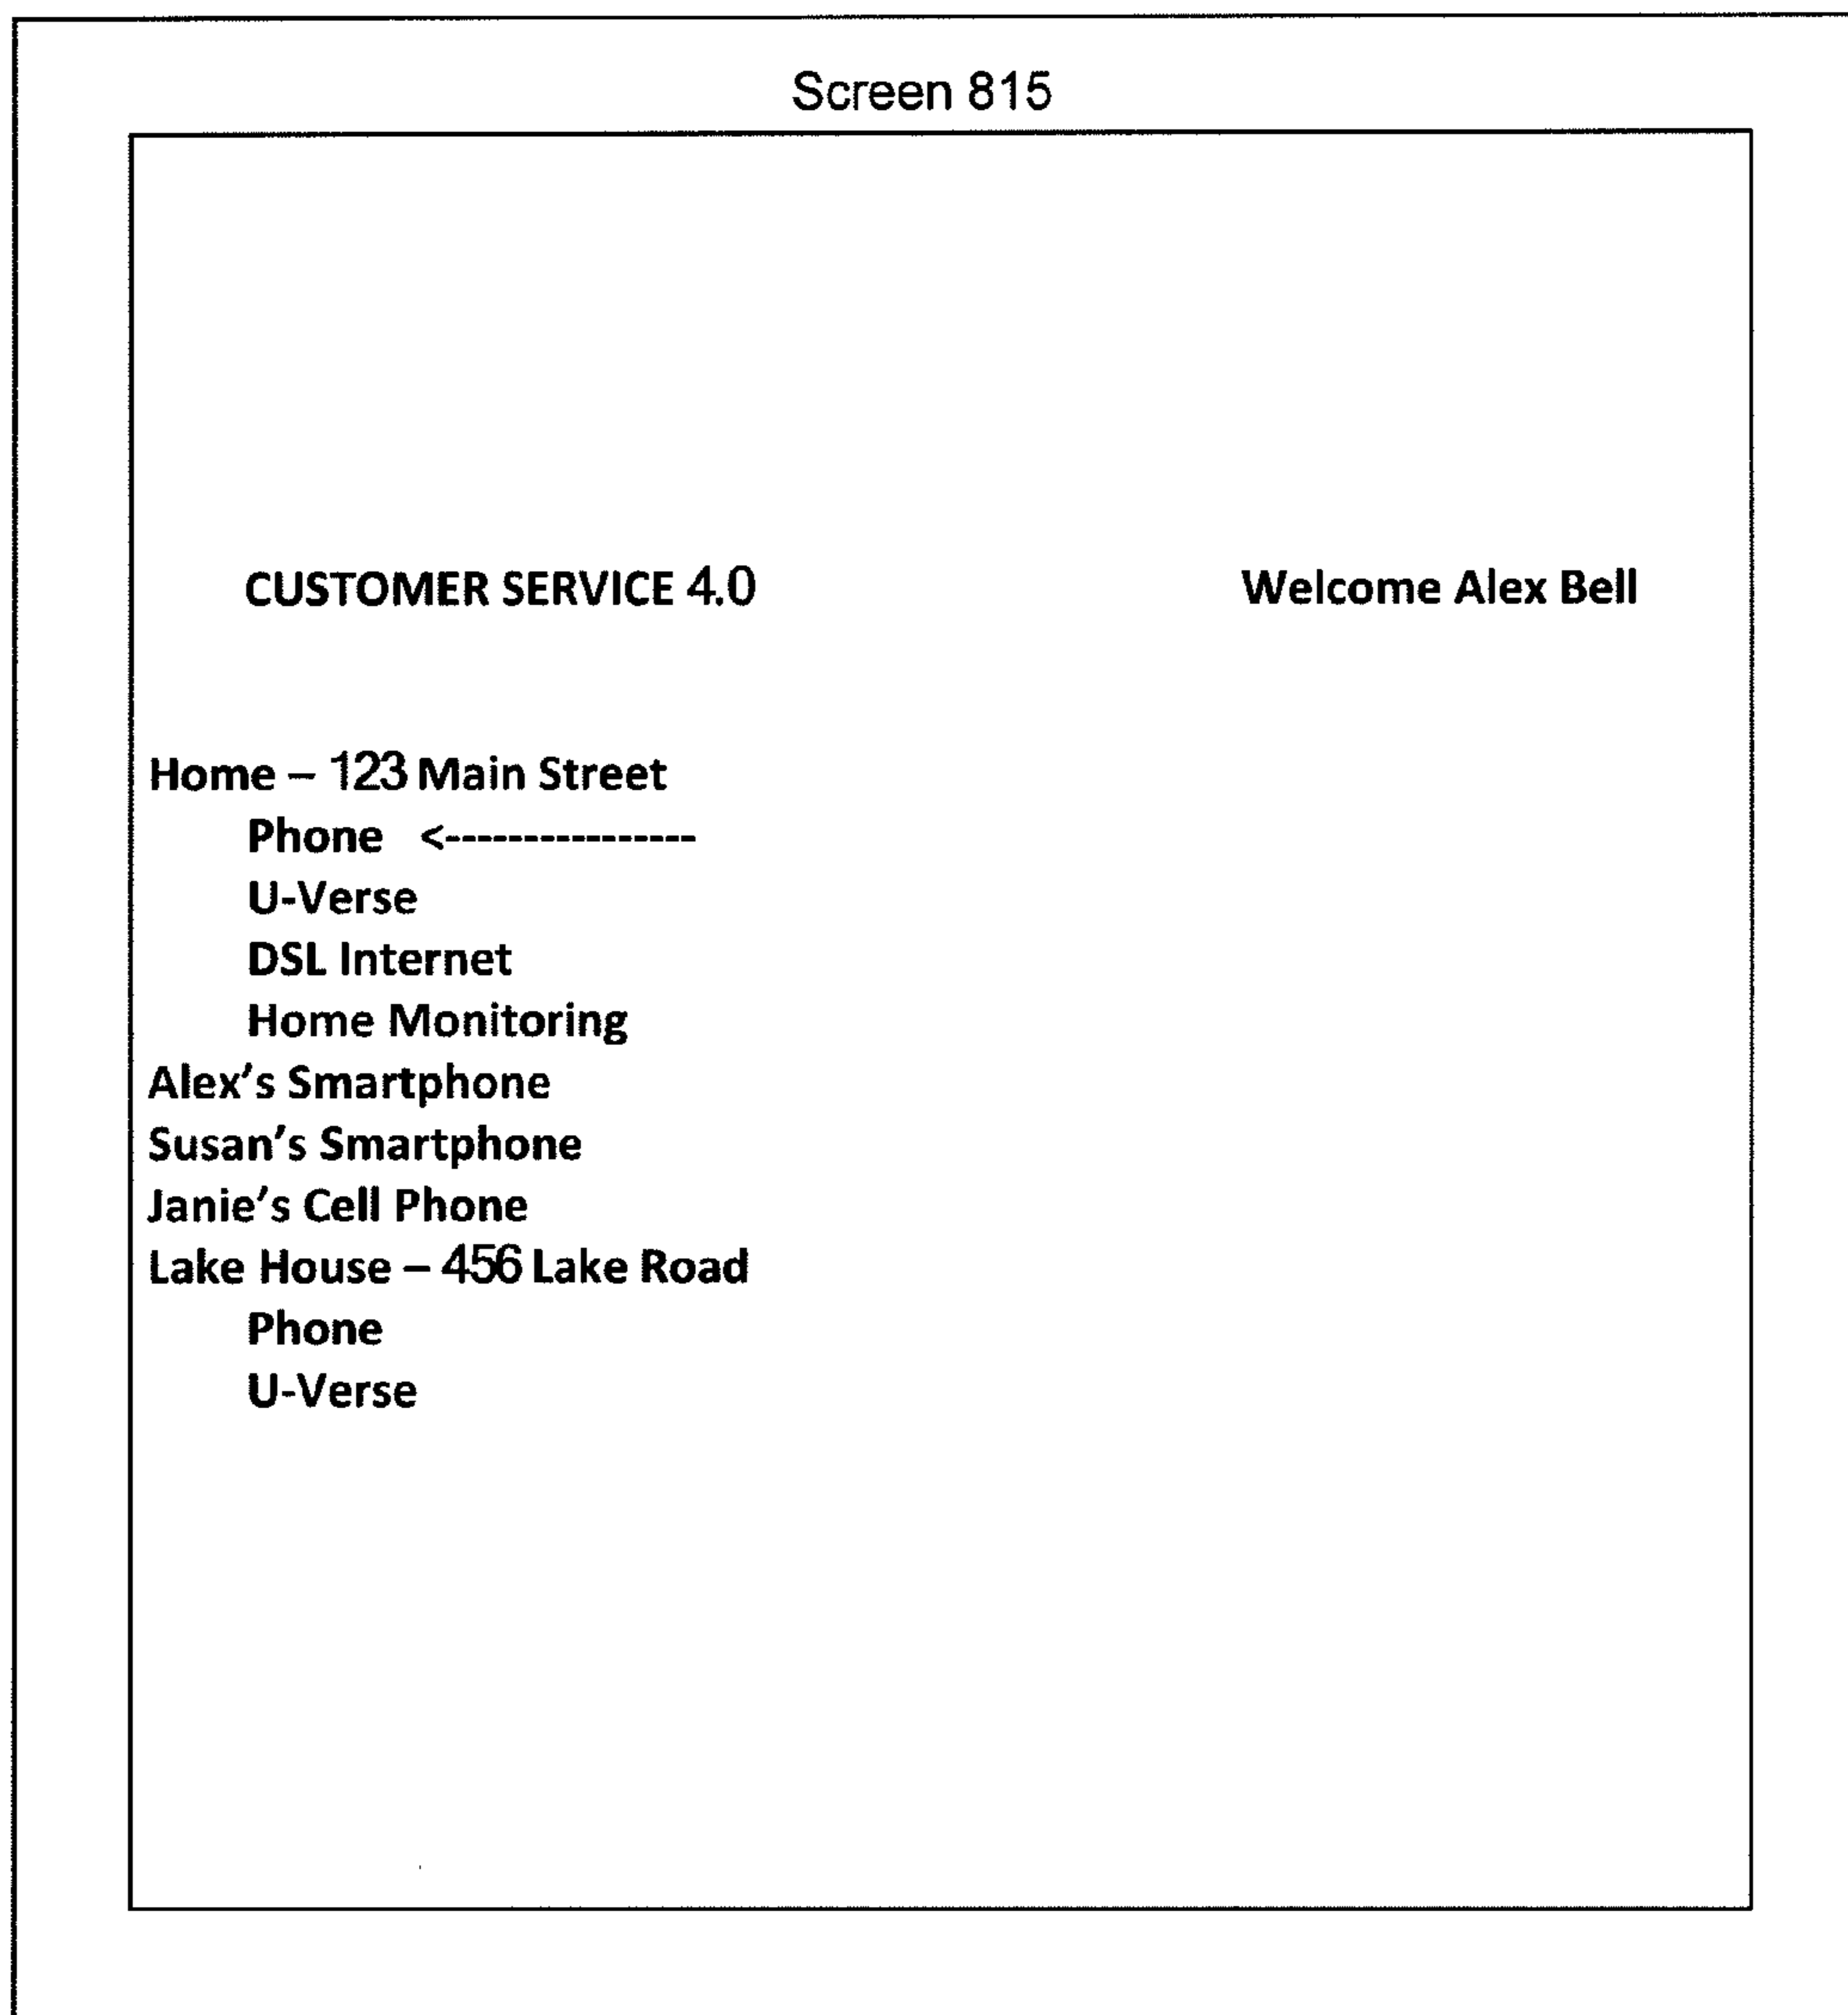 Screen 815
CUSTOMER SERVICE 4.0 Welcome Alex Bell
Home – 123 Main Street
Phone <----------------
U-Verse
DSL Internet
Home Monitoring
Alex's Smartphone
Susan's Smartphone
Janie's Cell Phone
Lake House – 456 Lake Road
Phone
U-Verse